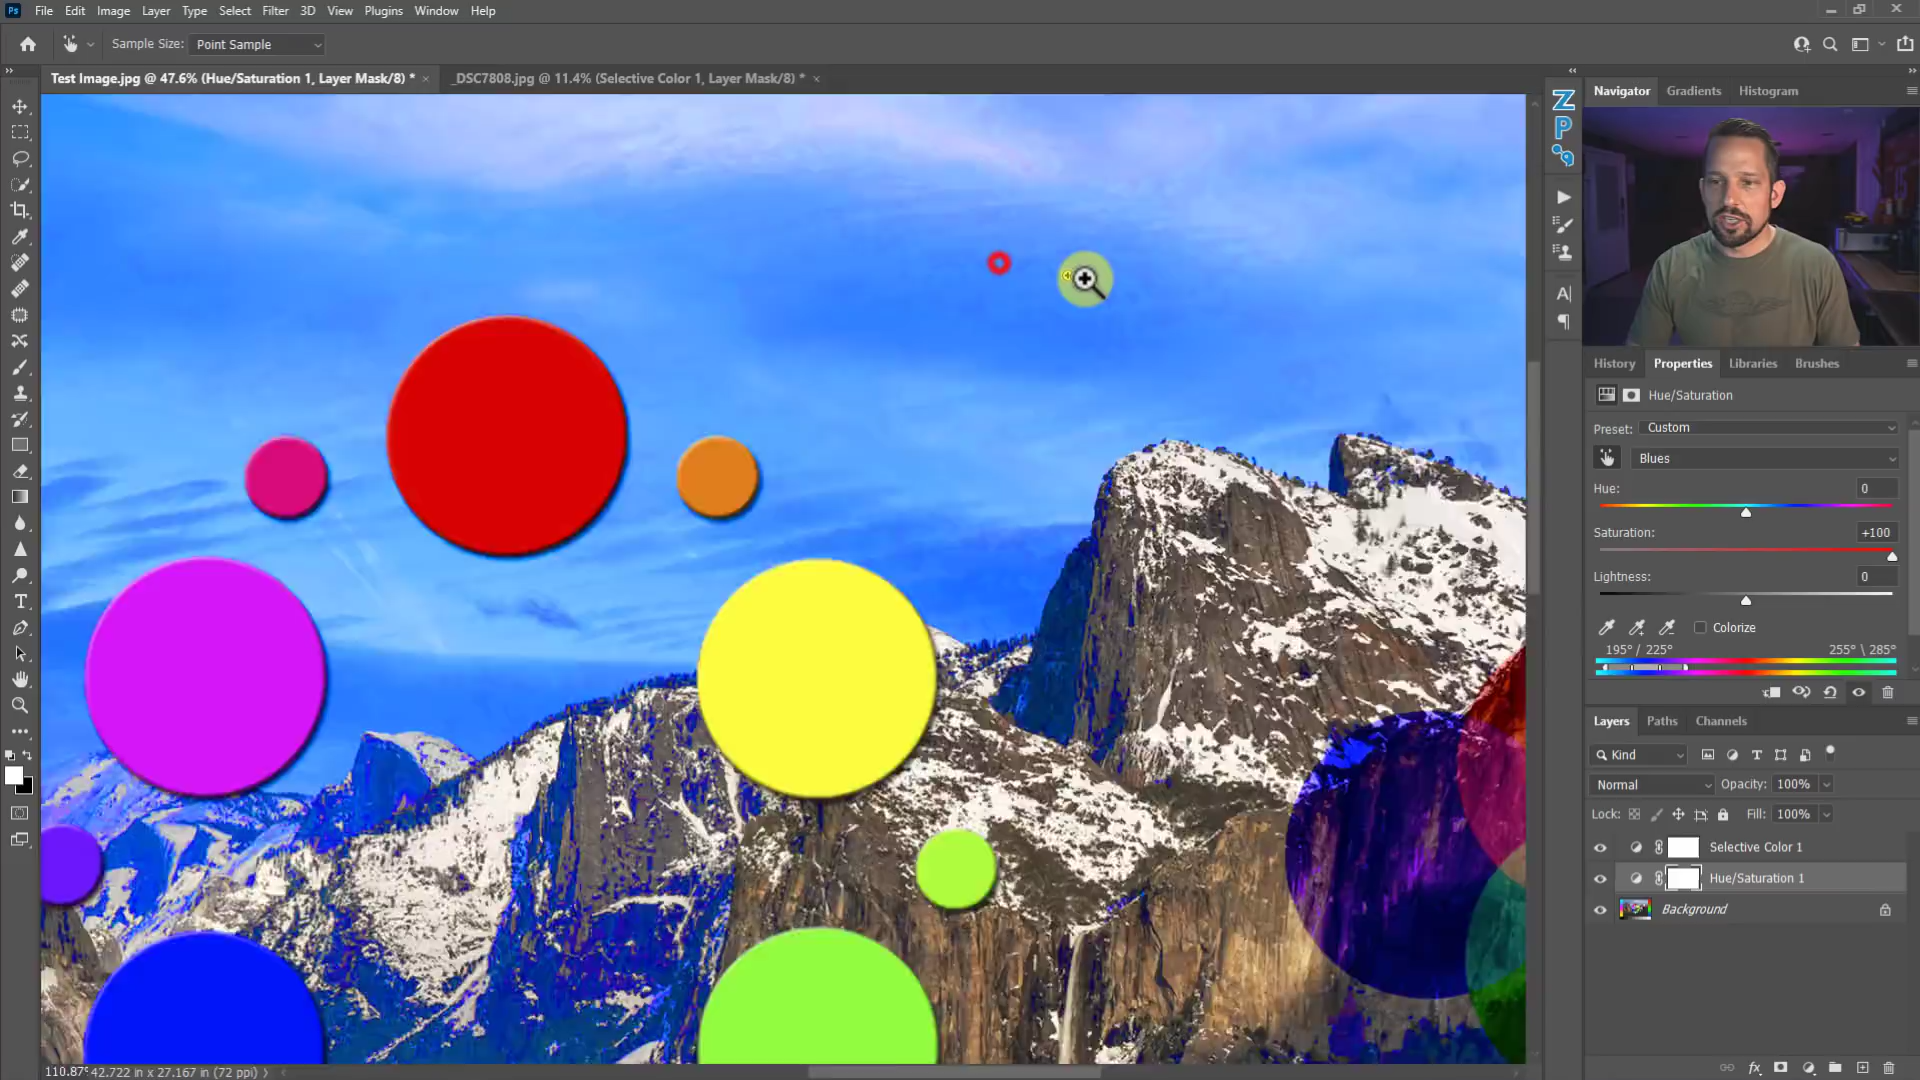 Ps File Edit Image Layer Type Select Filter 3D View Plugins Window Help
Sample Size: Point Sample
Test Image.jpg @ 47.6% (Hue/Saturation 1, Layer Mask/8) * × _DSC7808.jpg @ 11.4% (Selective Color 1, Layer Mask/8) * ×
Navigator Gradients Histogram
Z
P
A
History Properties Libraries Brushes
Hue/Saturation
Preset: Custom
Blues
Hue: 0
Saturation: +100
Lightness: 0
Colorize
195° / 225° 255° \ 285°
Layers Paths Channels
Kind
Normal Opacity: 100%
Lock: Fill: 100%
Selective Color 1
Hue/Saturation 1
Background
110.87% 42.722 in x 27.167 in (72 ppi)
fx